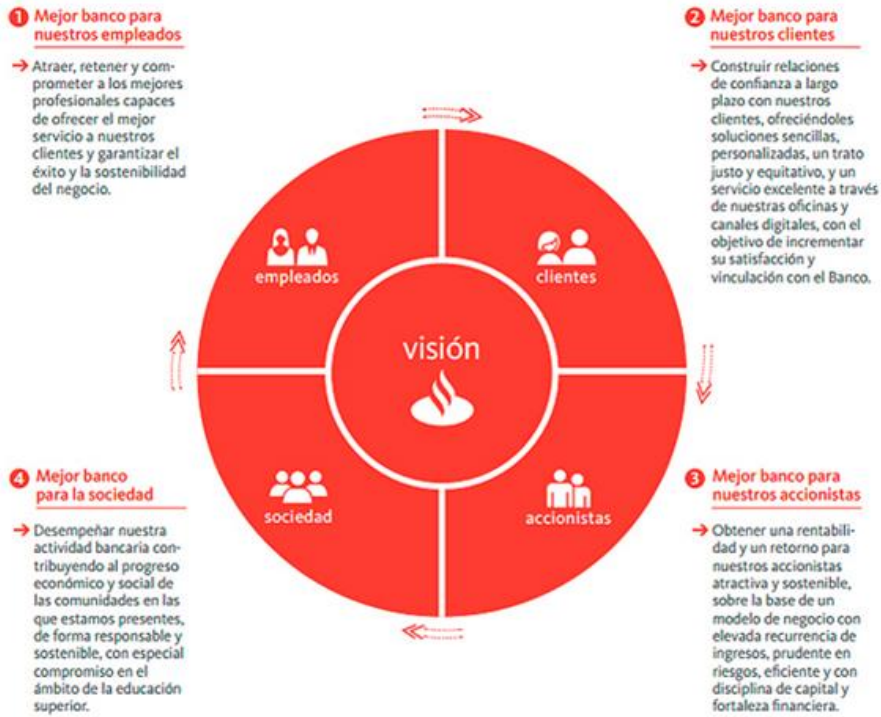 1 Mejor banco para
nuestros empleados
→ Atraer, retener y com-
prometer a los mejores
profesionales capaces
de ofrecer el mejor
servicio a nuestros
clientes y garantizar el
éxito y la sostenibilidad
del negocio.
2 Mejor banco para
nuestros clientes
→ Construir relaciones
de confianza a largo
plazo con nuestros
clientes, ofreciéndoles
soluciones sencillas,
personalizadas, un trato
justo y equitativo, y un
servicio excelente a través
de nuestras oficinas y
canales digitales, con el
objetivo de incrementar
su satisfacción y
vinculación con el Banco.
empleados
clientes
visión
sociedad
accionistas
4 Mejor banco
para la sociedad
→ Desempeñar nuestra
actividad bancaria con-
tribuyendo al progreso
económico y social de
las comunidades en las
que estamos presentes,
de forma responsable y
sostenible, con especial
compromiso en el
ámbito de la educación
superior.
3 Mejor banco para
nuestros accionistas
→ Obtener una rentabili-
dad y un retorno para
nuestros accionistas
atractiva y sostenible,
sobre la base de un
modelo de negocio con
elevada recurrencia de
ingresos, prudente en
riesgos, eficiente y con
disciplina de capital y
fortaleza financiera.